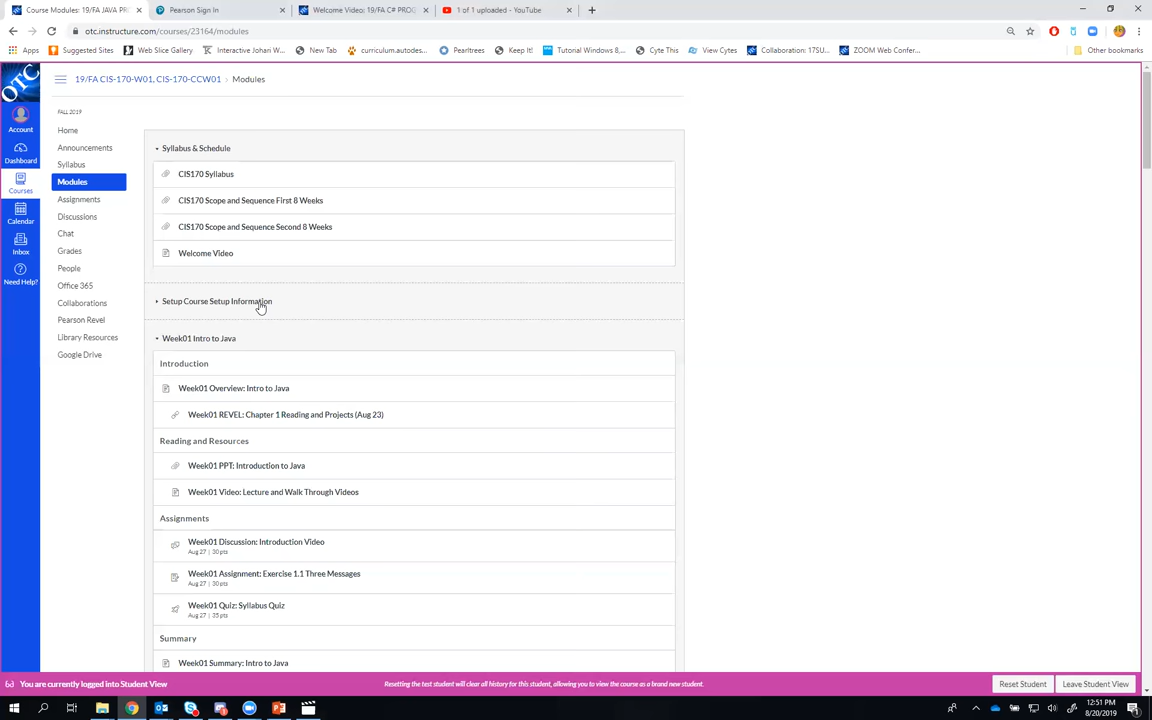 Course Modules: 19/FA JAVA PRO
Pearson Sign In
Welcome Video: 19/FA C# PROG
1 of 1 uploaded - YouTube
otc.instructure.com/courses/23164/modules
Apps
Suggested Sites
Web Slice Gallery
Interactive Johan W...
New Tab
curriculum.autodes...
Pearltrees
Keep It!
Tutorial Windows 8,...
Cyte This
View Cytes
Collaboration: 17SU...
ZOOM Web Confer...
Other bookmarks
OTC
19/FA CIS-170-W01, CIS-170-CCW01
Modules
Account
Dashboard
Courses
Calendar
Inbox
Need Help?
FALL 2019
Home
Announcements
Syllabus
Modules
Assignments
Discussions
Chat
Grades
People
Office 365
Collaborations
Pearson Revel
Library Resources
Google Drive
Syllabus & Schedule
CIS170 Syllabus
CIS170 Scope and Sequence First 8 Weeks
CIS170 Scope and Sequence Second 8 Weeks
Welcome Video
Setup Course Setup Information
Week01 Intro to Java
Introduction
Week01 Overview: Intro to Java
Week01 REVEL: Chapter 1 Reading and Projects (Aug 23)
Reading and Resources
Week01 PPT: Introduction to Java
Week01 Video: Lecture and Walk Through Videos
Assignments
Week01 Discussion: Introduction Video
Aug 27 | 30 pts
Week01 Assignment: Exercise 1.1 Three Messages
Aug 27 | 30 pts
Week01 Quiz: Syllabus Quiz
Aug 27 | 35 pts
Summary
Week01 Summary: Intro to Java
You are currently logged into Student View
Resetting the test student will clear all history for this student, allowing you to view the course as a brand new student.
Reset Student
Leave Student View
12:51 PM
8/20/2019